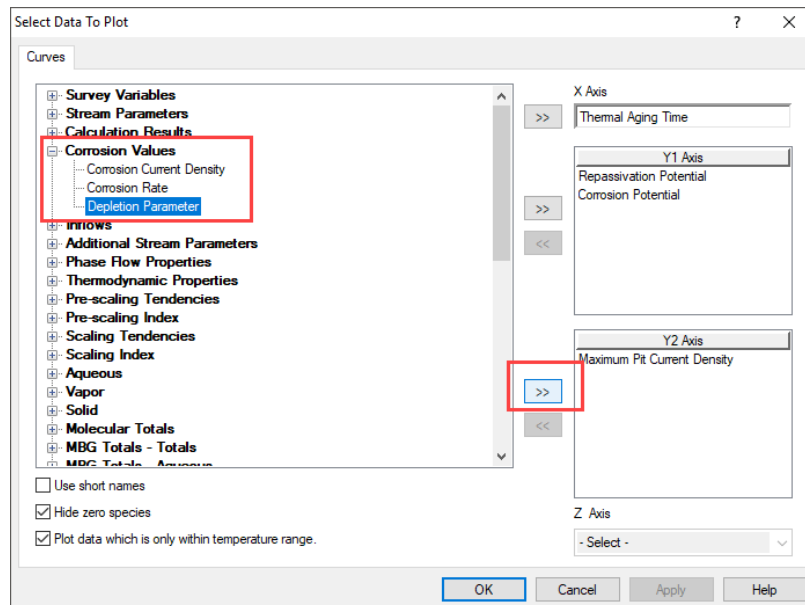 Select Data To Plot
?
Curves
Survey Variables
Stream Parameters
Calculation Results
Corrosion Values
Corrosion Current Density
Corrosion Rate
Depletion Parameter
Inflows
Additional Stream Parameters
Phase Flow Properties
Thermodynamic Properties
Pre-scaling Tendencies
Pre-scaling Index
Scaling Tendencies
Scaling Index
Aqueous
Vapor
Solid
Molecular Totals
MBG Totals - Totals
MBG Totals - Aqueous
Use short names
Hide zero species
Plot data which is only within temperature range.
X Axis
>>
Thermal Aging Time
Y1 Axis
Repassivation Potential
Corrosion Potential
>>
<<
Y2 Axis
Maximum Pit Current Density
>>
<<
Z Axis
- Select -
OK
Cancel
Apply
Help